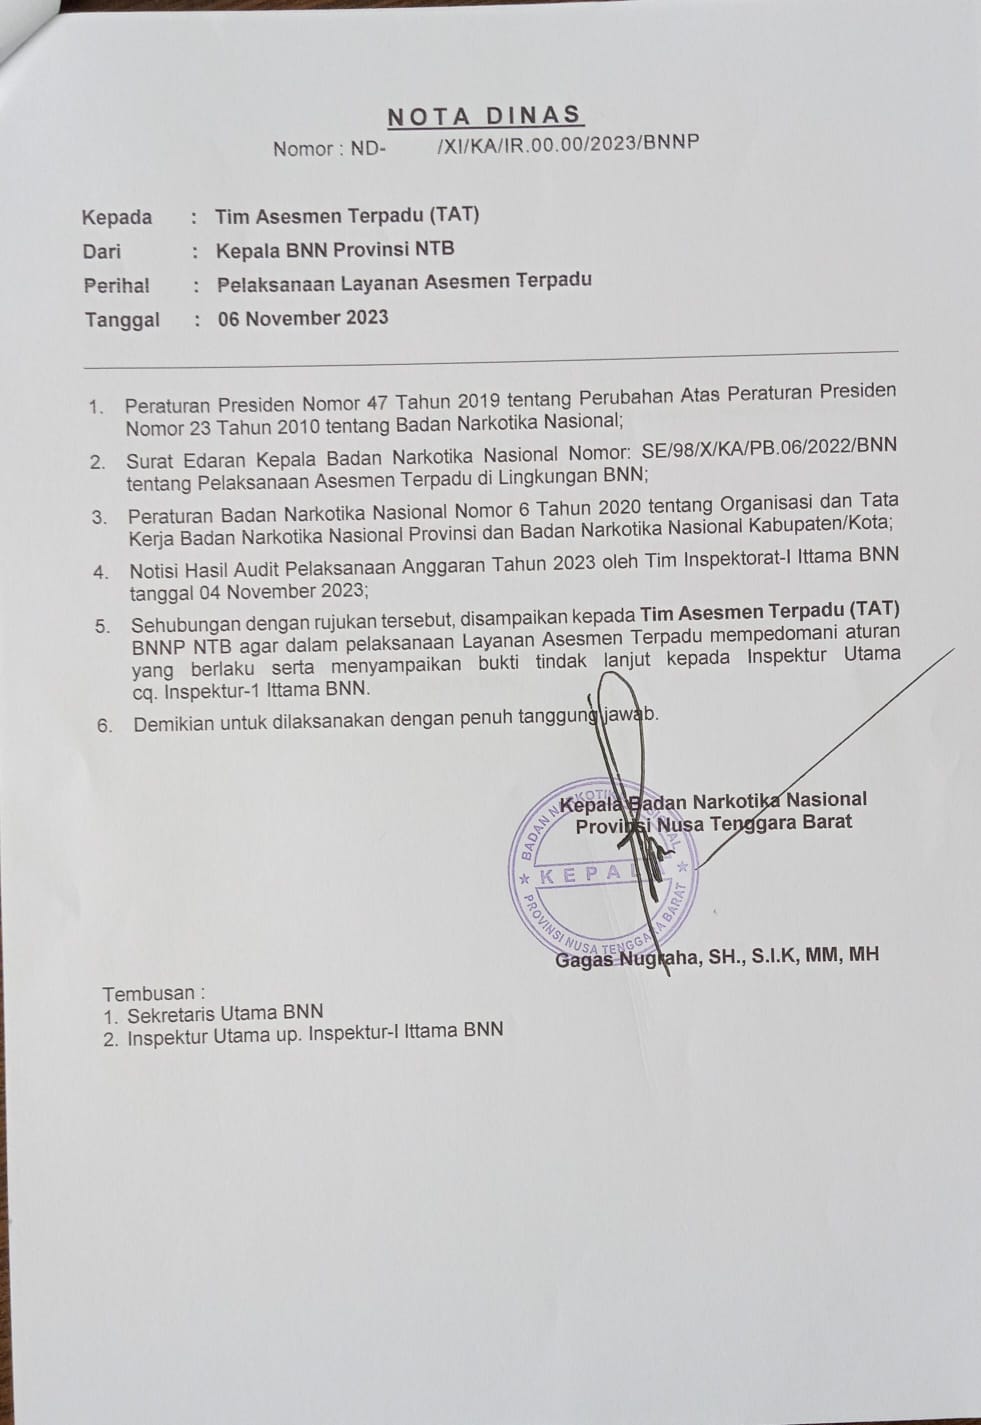 NOTA DINAS
Nomor : ND- /XI/KA/IR.00.00/2023/BNNP
Kepada : Tim Asesmen Terpadu (TAT)
Dari : Kepala BNN Provinsi NTB
Perihal : Pelaksanaan Layanan Asesmen Terpadu
Tanggal : 06 November 2023
1. Peraturan Presiden Nomor 47 Tahun 2019 tentang Perubahan Atas Peraturan Presiden
Nomor 23 Tahun 2010 tentang Badan Narkotika Nasional;
2. Surat Edaran Kepala Badan Narkotika Nasional Nomor: SE/98/X/KA/PB.06/2022/BNN
tentang Pelaksanaan Asesmen Terpadu di Lingkungan BNN;
3. Peraturan Badan Narkotika Nasional Nomor 6 Tahun 2020 tentang Organisasi dan Tata
Kerja Badan Narkotika Nasional Provinsi dan Badan Narkotika Nasional Kabupaten/Kota;
4. Notisi Hasil Audit Pelaksanaan Anggaran Tahun 2023 oleh Tim Inspektorat-I Ittama BNN
tanggal 04 November 2023;
5. Sehubungan dengan rujukan tersebut, disampaikan kepada Tim Asesmen Terpadu (TAT)
BNNP NTB agar dalam pelaksanaan Layanan Asesmen Terpadu mempedomani aturan
yang berlaku serta menyampaikan bukti tindak lanjut kepada Inspektur Utama
cq. Inspektur-1 Ittama BNN.
6. Demikian untuk dilaksanakan dengan penuh tanggung jawab.
Kepala Badan Narkotika Nasional
Provinsi Nusa Tenggara Barat
BADAN NARKOTIKA NASIONAL
KEPALA
PROVINSI NUSA TENGGARA BARAT
Gagas Nugraha, SH., S.I.K, MM, MH
Tembusan :
1. Sekretaris Utama BNN
2. Inspektur Utama up. Inspektur-I Ittama BNN